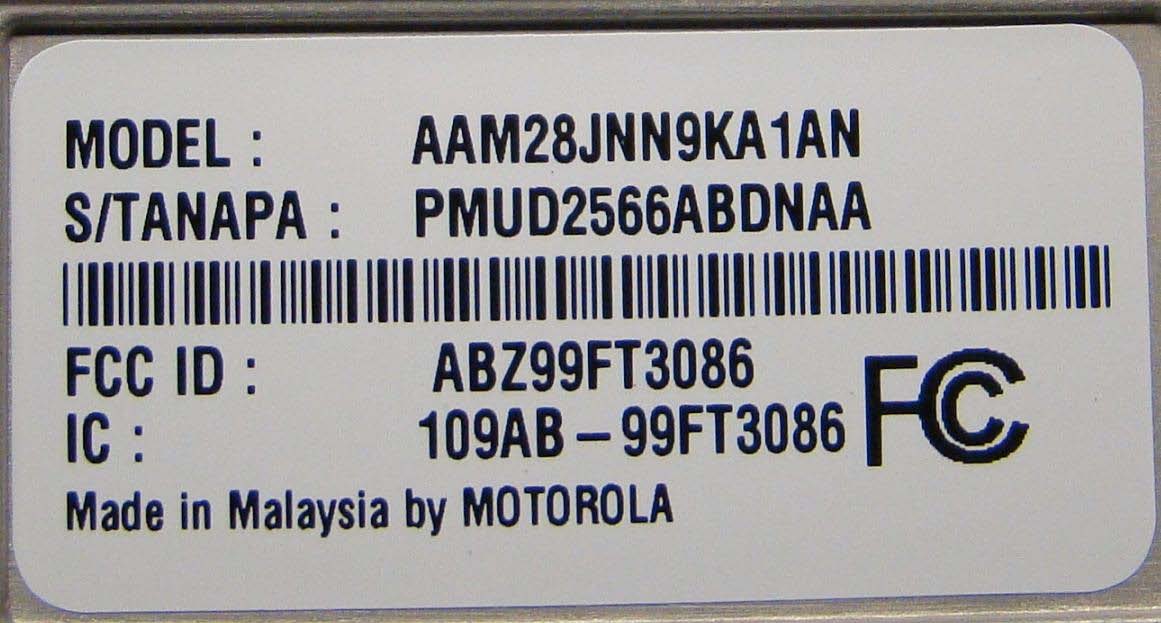 MODEL : AAM28JNN9KA1AN
S/TANAPA : PMUD2566ABDNAA
FCC ID : ABZ99FT3086
IC : 109AB – 99FT3086
FC
Made in Malaysia by MOTOROLA